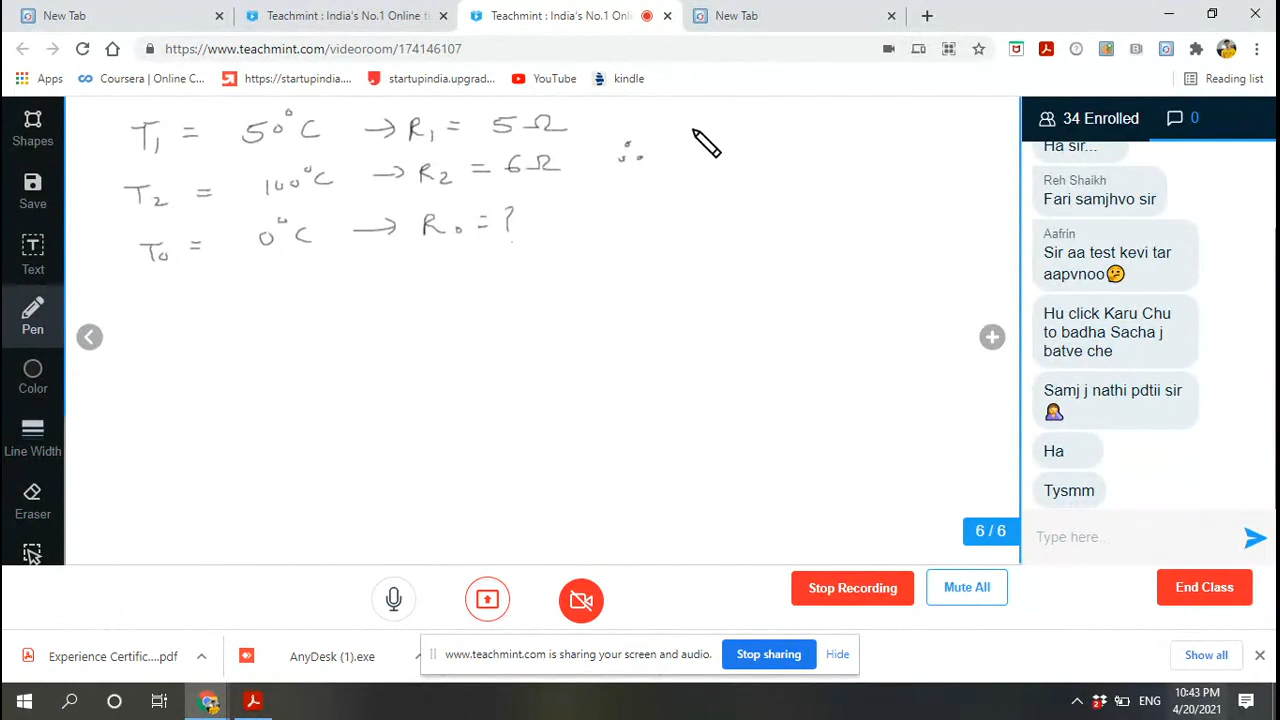 New Tab
Teachmint : India's No.1 Online t
Teachmint : India's No.1 Onl
New Tab
https://www.teachmint.com/videoroom/174146107
Apps
Coursera | Online C...
https://startupindia....
startupindia.upgrad...
YouTube
kindle
Reading list
Shapes
Save
Text
Pen
Color
Line Width
Eraser
T₁ = 50°C → R₁ = 5 Ω
T₂ = 100°C → R₂ = 6 Ω ∴
T₀ = 0°C → R₀ = ?
6 / 6
34 Enrolled
0
Ha sir...
Reh Shaikh
Fari samjhvo sir
Aafrin
Sir aa test kevi tar
aapvnoo🤔
Hu click Karu Chu
to badha Sacha j
batve che
Samj j nathi pdtii sir
🤦‍♀️
Ha
Tysmm
Type here...
Stop Recording
Mute All
End Class
Experience Certific....pdf
AnyDesk (1).exe
www.teachmint.com is sharing your screen and audio.
Stop sharing
Hide
Show all
ENG
10:43 PM
4/20/2021